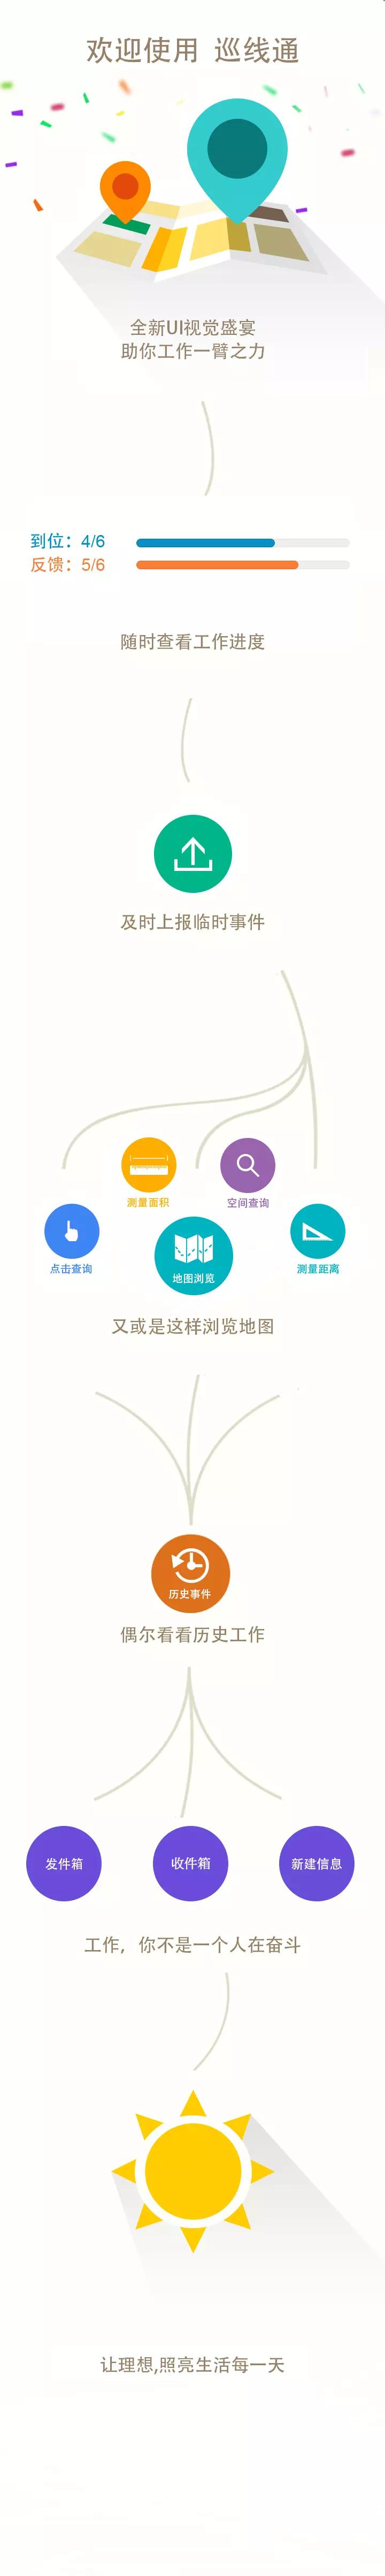 欢迎使用 巡线通
全新UI视觉盛宴
助你工作一臂之力
到位：4/6
反馈：5/6
随时查看工作进度
及时上报临时事件
测量面积
空间查询
点击查询
地图浏览
测量距离
又或是这样浏览地图
历史事件
偶尔看看历史工作
发件箱
收件箱
新建信息
工作，你不是一个人在奋斗
让理想,照亮生活每一天